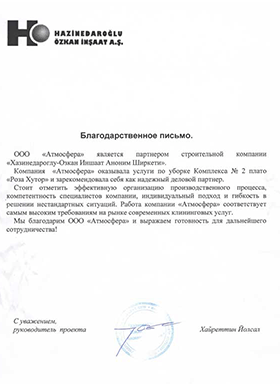 HAZİNEDAROĞLU
ÖZKAN İNŞAAT A.Ş.
Благодарственное письмо.
ООО «Атмосфера» является партнером строительной компании
«Хазинедароглу-Озкан Иншаат Аноним Ширкети».
Компания «Атмосфера» оказывала услуги по уборке Комплекса № 2 плато
«Роза Хутор» и зарекомендовала себя как надежный деловой партнер.
Стоит отметить эффективную организацию производственного процесса,
компетентность специалистов компании, индивидуальный подход и гибкость в
решении нестандартных ситуаций. Работа компании «Атмосфера» соответствует
самым высоким требованиям на рынке современных клининговых услуг.
Мы благодарим ООО «Атмосфера» и выражаем готовность для дальнейшего
сотрудничества!
С уважением,
руководитель проекта
Хайреттин Йолсал